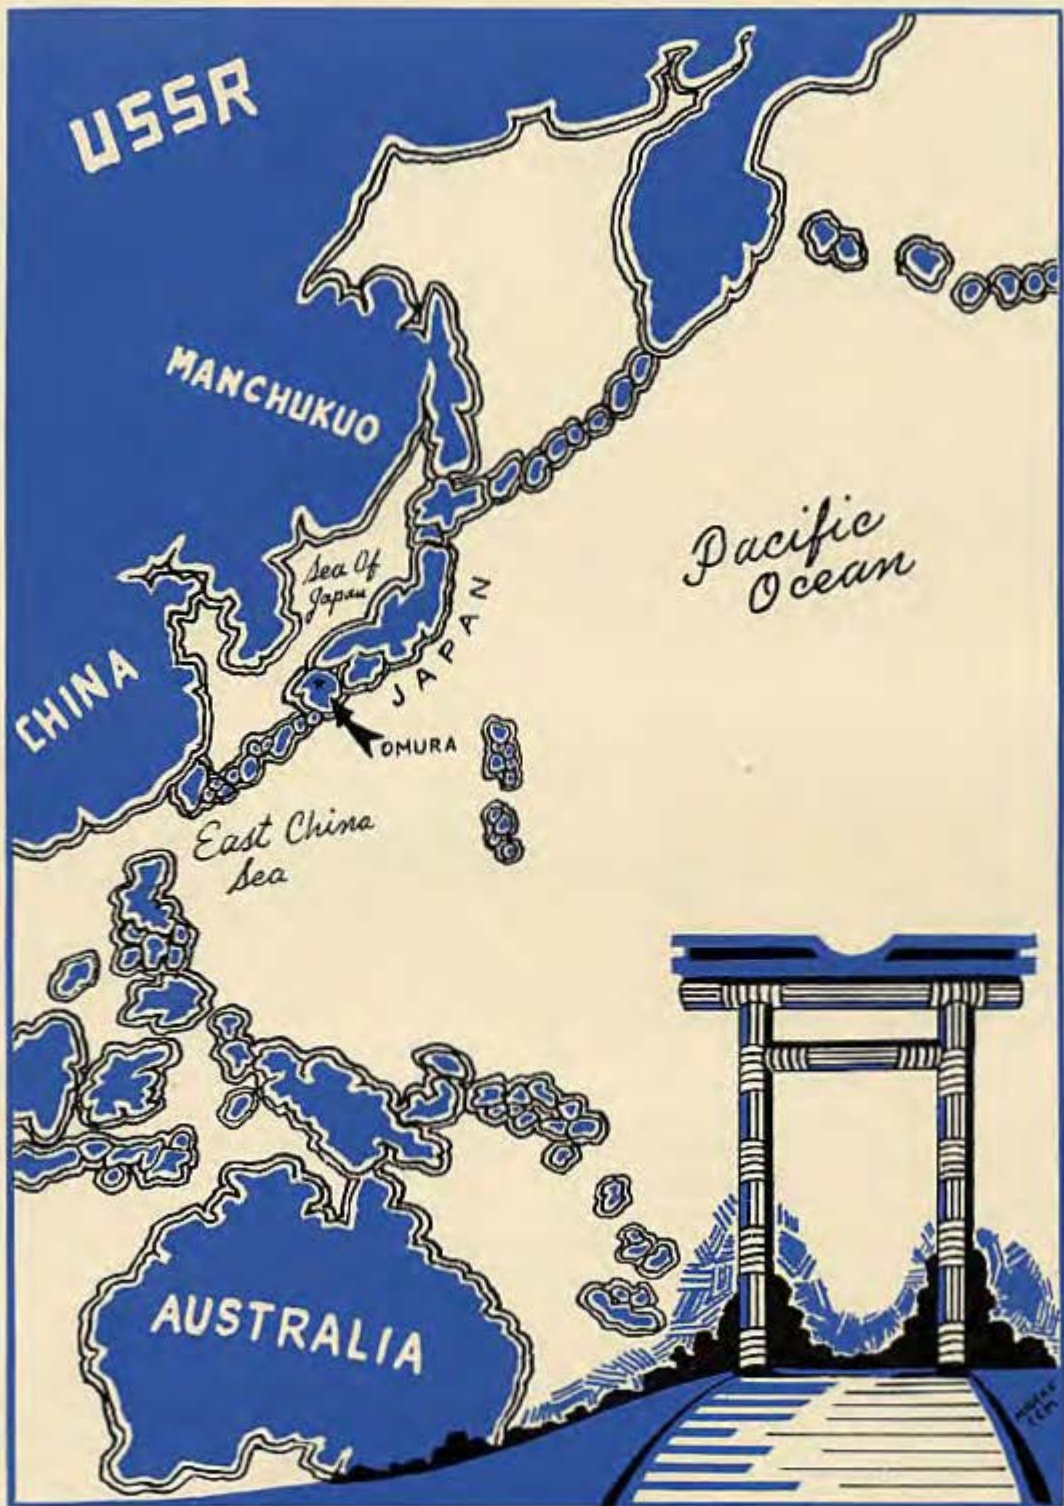 USSR
MANCHUKUO
Sea Of
Japan
CHINA
JAPAN
OMURA
Pacific
Ocean
East China
Sea
AUSTRALIA